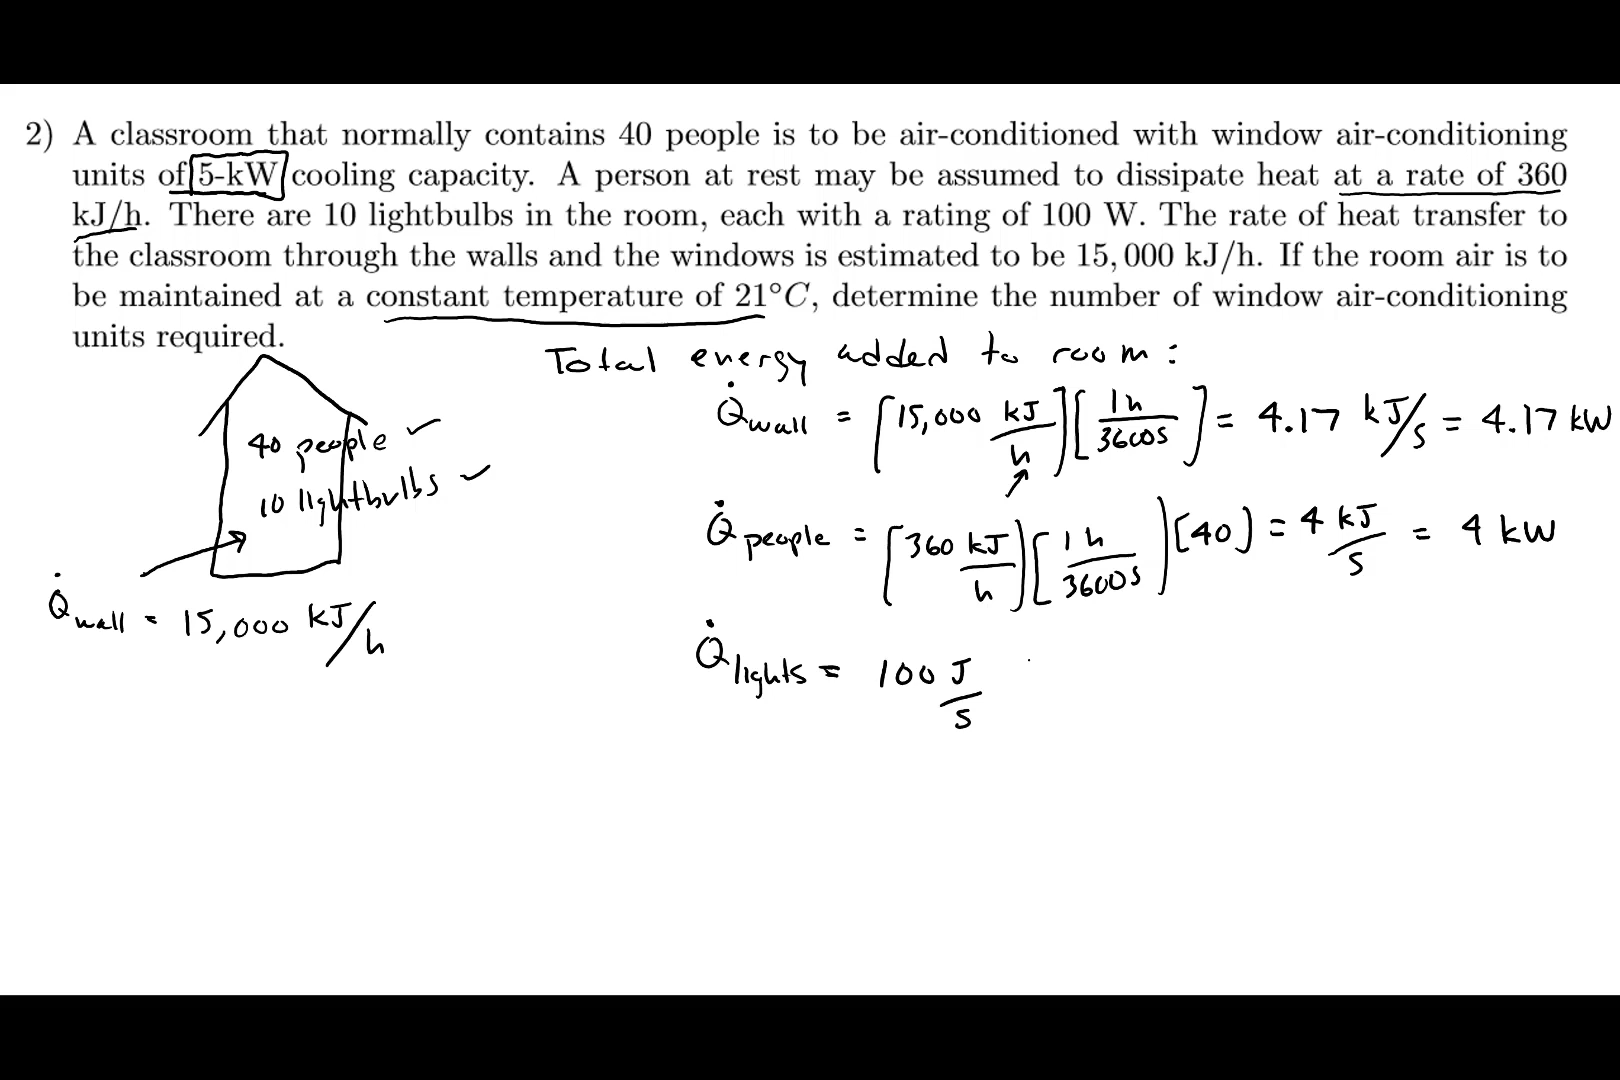 2) A classroom that normally contains 40 people is to be air-conditioned with window air-conditioning
units of 5-kW cooling capacity. A person at rest may be assumed to dissipate heat at a rate of 360
kJ/h. There are 10 lightbulbs in the room, each with a rating of 100 W. The rate of heat transfer to
the classroom through the walls and the windows is estimated to be 15,000 kJ/h. If the room air is to
be maintained at a constant temperature of 21°C, determine the number of window air-conditioning
units required.
Total energy added to room:
Q̇wall = [15,000 kJ/h][1h/3600s] = 4.17 kJ/s = 4.17 kW
40 people ✓
10 lightbulbs ✓
Q̇wall = 15,000 kJ/h
Q̇people = [360 kJ/h][1h/3600s][40] = 4 kJ/s = 4 kW
Q̇lights = 100 J/s